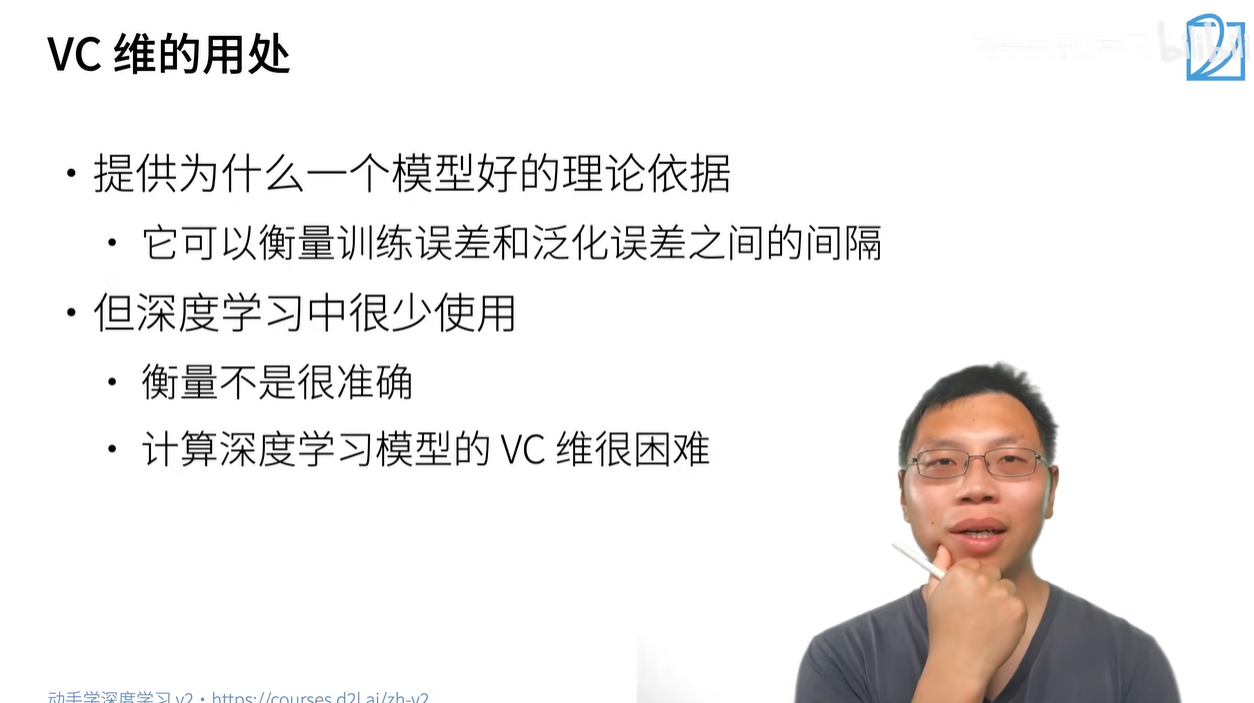 VC 维的用处
• 提供为什么一个模型好的理论依据
• 它可以衡量训练误差和泛化误差之间的间隔
• 但深度学习中很少使用
• 衡量不是很准确
• 计算深度学习模型的 VC 维很困难
动手学深度学习 v2 • https://courses.d2l.ai/zh-v2